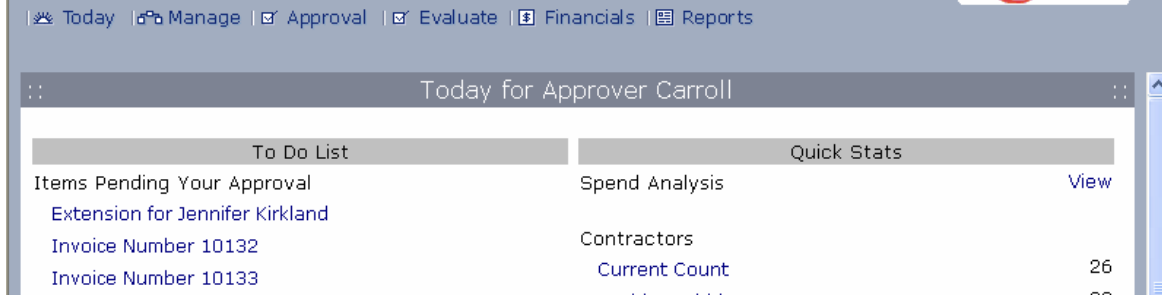 Today Manage Approval Evaluate Financials Reports
Today for Approver Carroll
To Do List
Items Pending Your Approval
Extension for Jennifer Kirkland
Invoice Number 10132
Invoice Number 10133
Quick Stats
Spend Analysis View
Contractors
Current Count 26